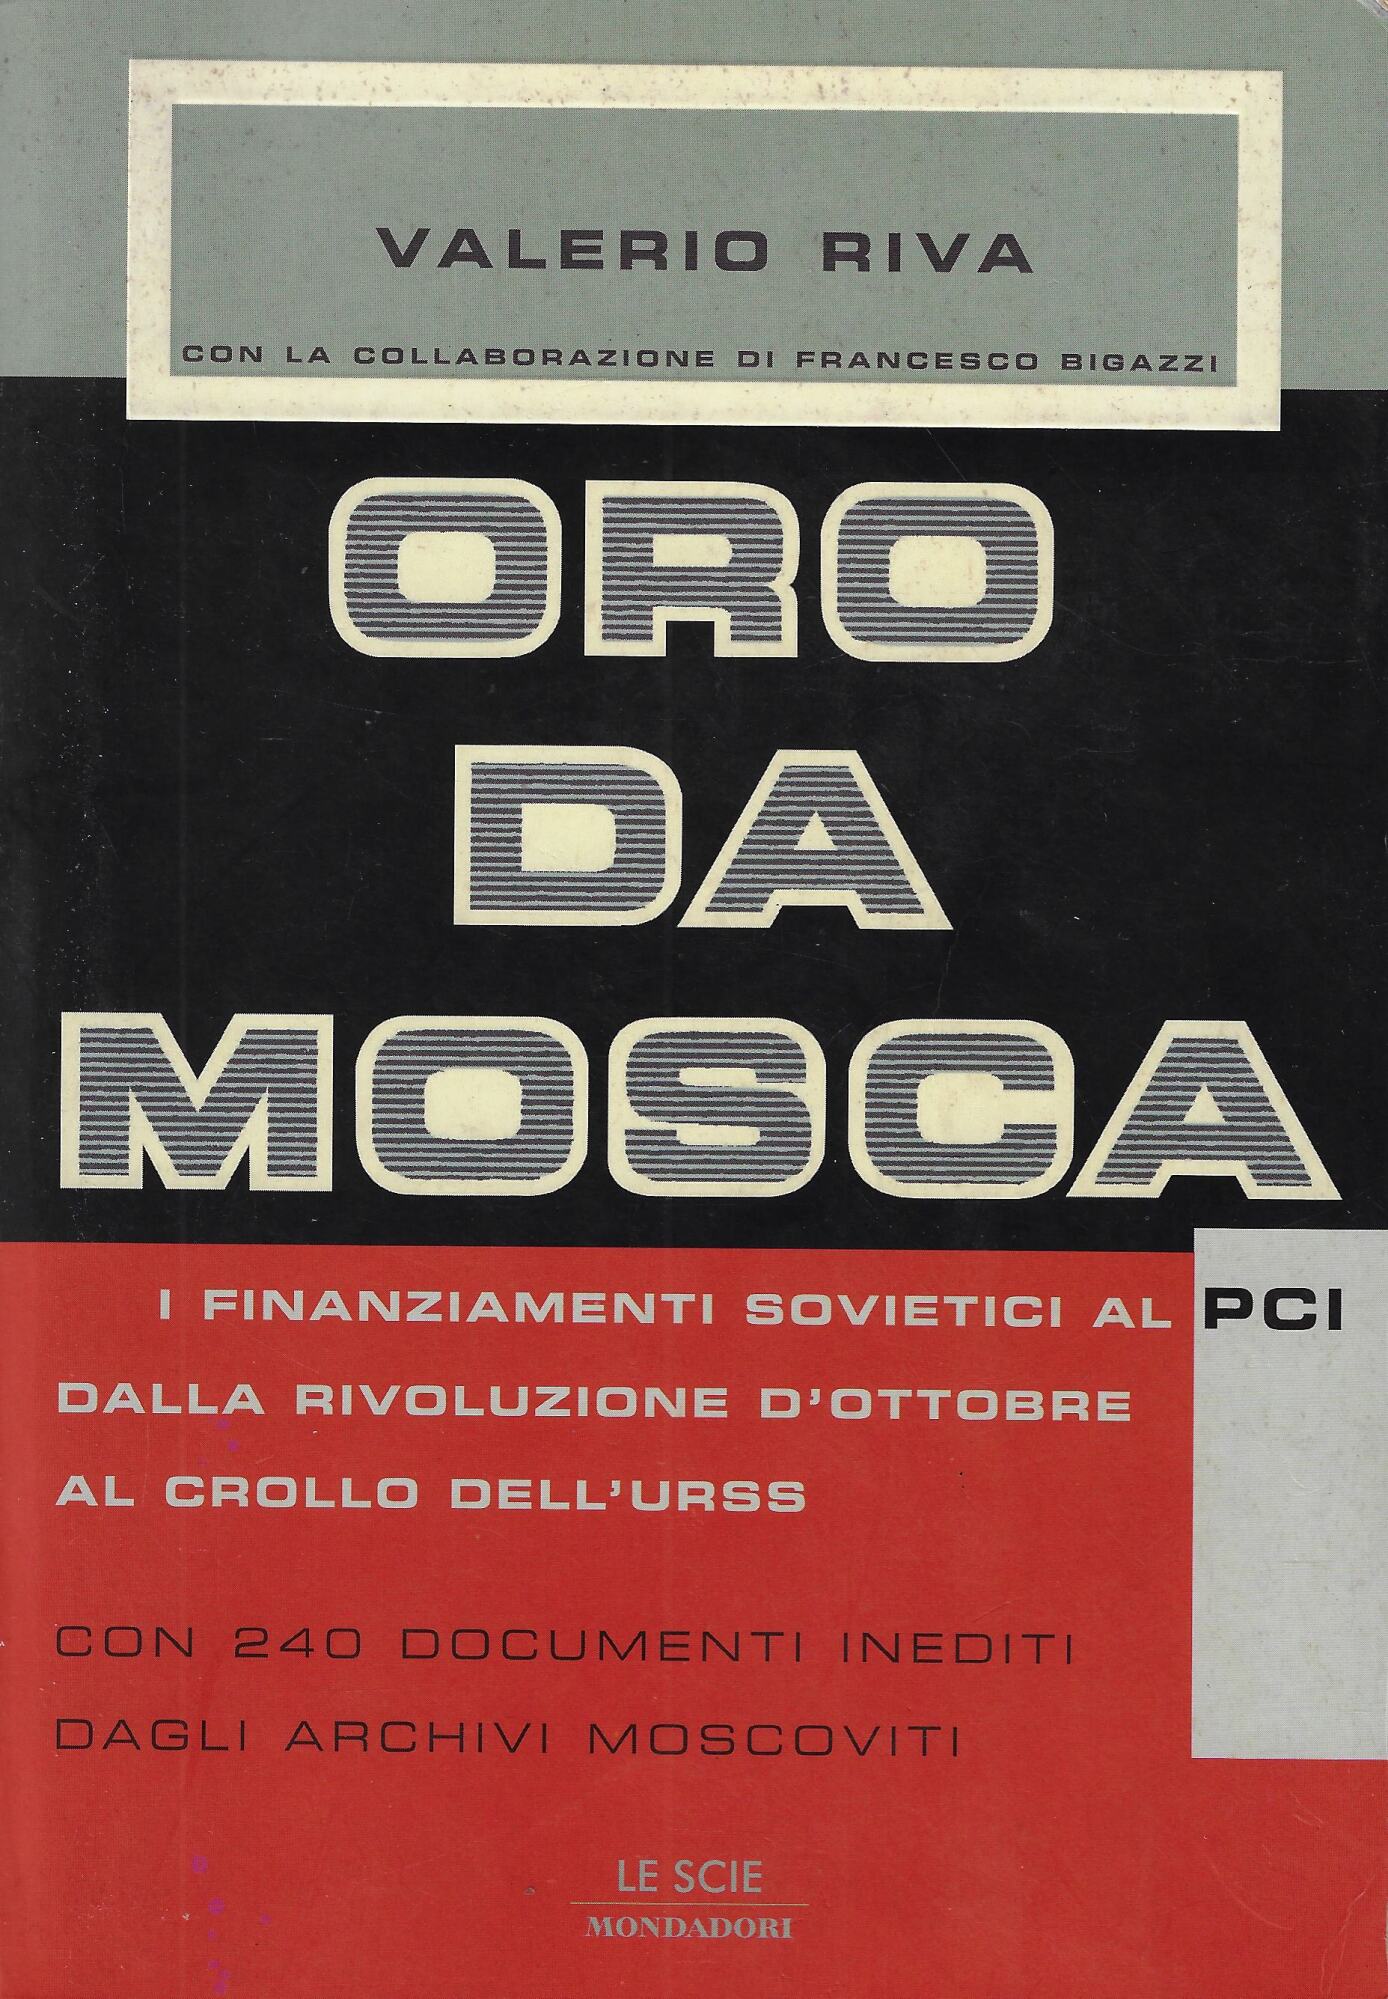 VALERIO RIVA
CON LA COLLABORAZIONE DI FRANCESCO BIGAZZI
ORO
DA
MOSCA
I FINANZIAMENTI SOVIETICI AL PCI
DALLA RIVOLUZIONE D'OTTOBRE
AL CROLLO DELL'URSS
CON 240 DOCUMENTI INEDITI
DAGLI ARCHIVI MOSCOVITI
LE SCIE
MONDADORI